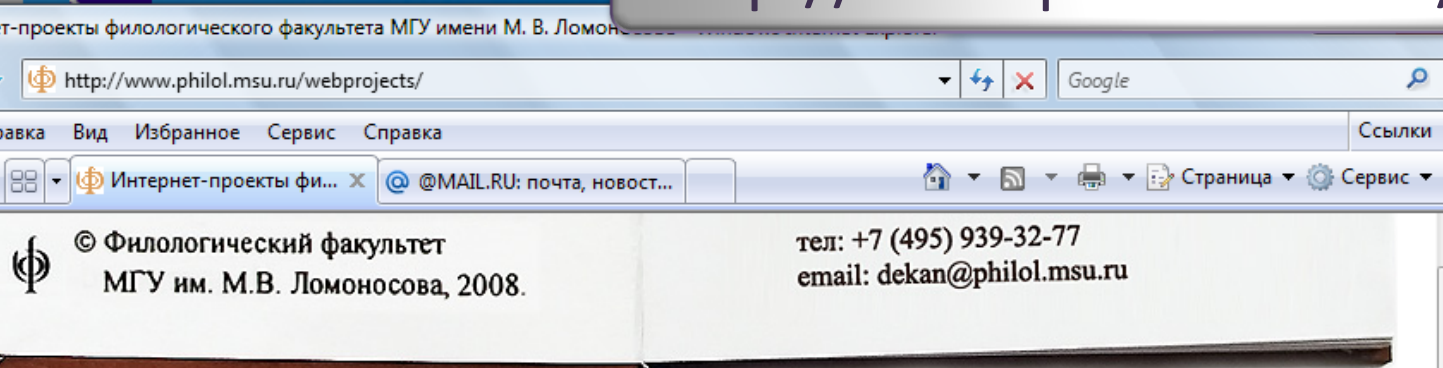 т-проекты филологического факультета МГУ имени М. В. Ломон
http://www.philol.msu.ru/webprojects/
Google
равка Вид Избранное Сервис Справка
Ссылки
Интернет-проекты фи... @MAIL.RU: почта, новост...
Страница Сервис
© Филологический факультет
МГУ им. М.В. Ломоносова, 2008.
тел: +7 (495) 939-32-77
email: dekan@philol.msu.ru